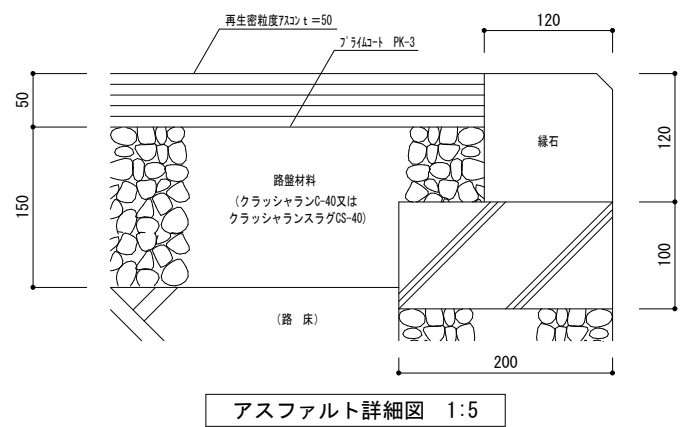 再生密粒度アスコン t＝50
プライムコート PK-3
120
50
150
縁石
120
路盤材料
(クラッシャランC-40又は
クラッシャランスラグCS-40)
100
(路 床)
200
アスファルト詳細図 1:5